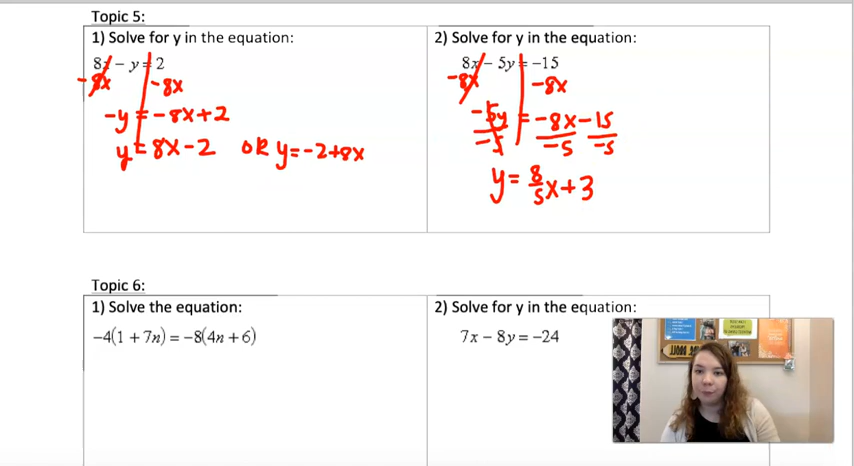 Topic 5:
1) Solve for y in the equation:
8x − y = 2
-8x -8x
-y = -8x+2
y = 8x-2 OR y=-2+8x
2) Solve for y in the equation:
8x − 5y = −15
-8x -8x
-5y = -8x-15
-5 -5 -5
y = 8/5x+3
Topic 6:
1) Solve the equation:
−4(1 + 7n) = −8(4n + 6)
2) Solve for y in the equation:
7x − 8y = −24